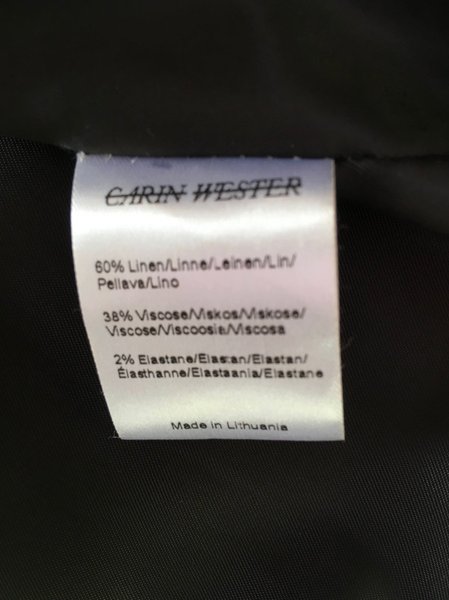 CARIN WESTER
60% Linen/Linne/Leinen/Lin/
Pellava/Lino
38% Viscose/Viskos/Viskose/
Viscose/Viscoosia/Viscosa
2% Elastane/Elastan/Elastan/
Élasthanne/Elastaania/Elastane
Made in Lithuania